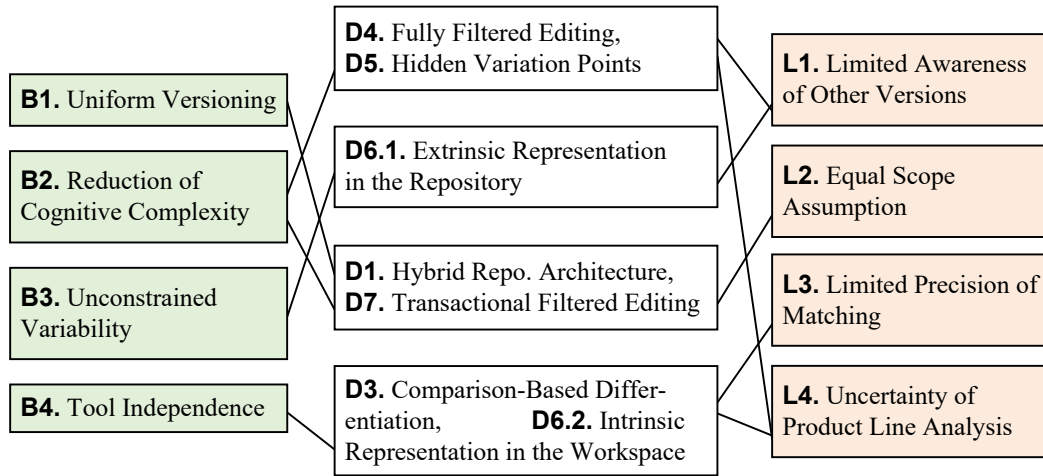 B1. Uniform Versioning
B2. Reduction of
Cognitive Complexity
B3. Unconstrained
Variability
B4. Tool Independence
D4. Fully Filtered Editing,
D5. Hidden Variation Points
D6.1. Extrinsic Representation
in the Repository
D1. Hybrid Repo. Architecture,
D7. Transactional Filtered Editing
D3. Comparison-Based Differ-
entiation, D6.2. Intrinsic
Representation in the Workspace
L1. Limited Awareness
of Other Versions
L2. Equal Scope
Assumption
L3. Limited Precision of
Matching
L4. Uncertainty of
Product Line Analysis